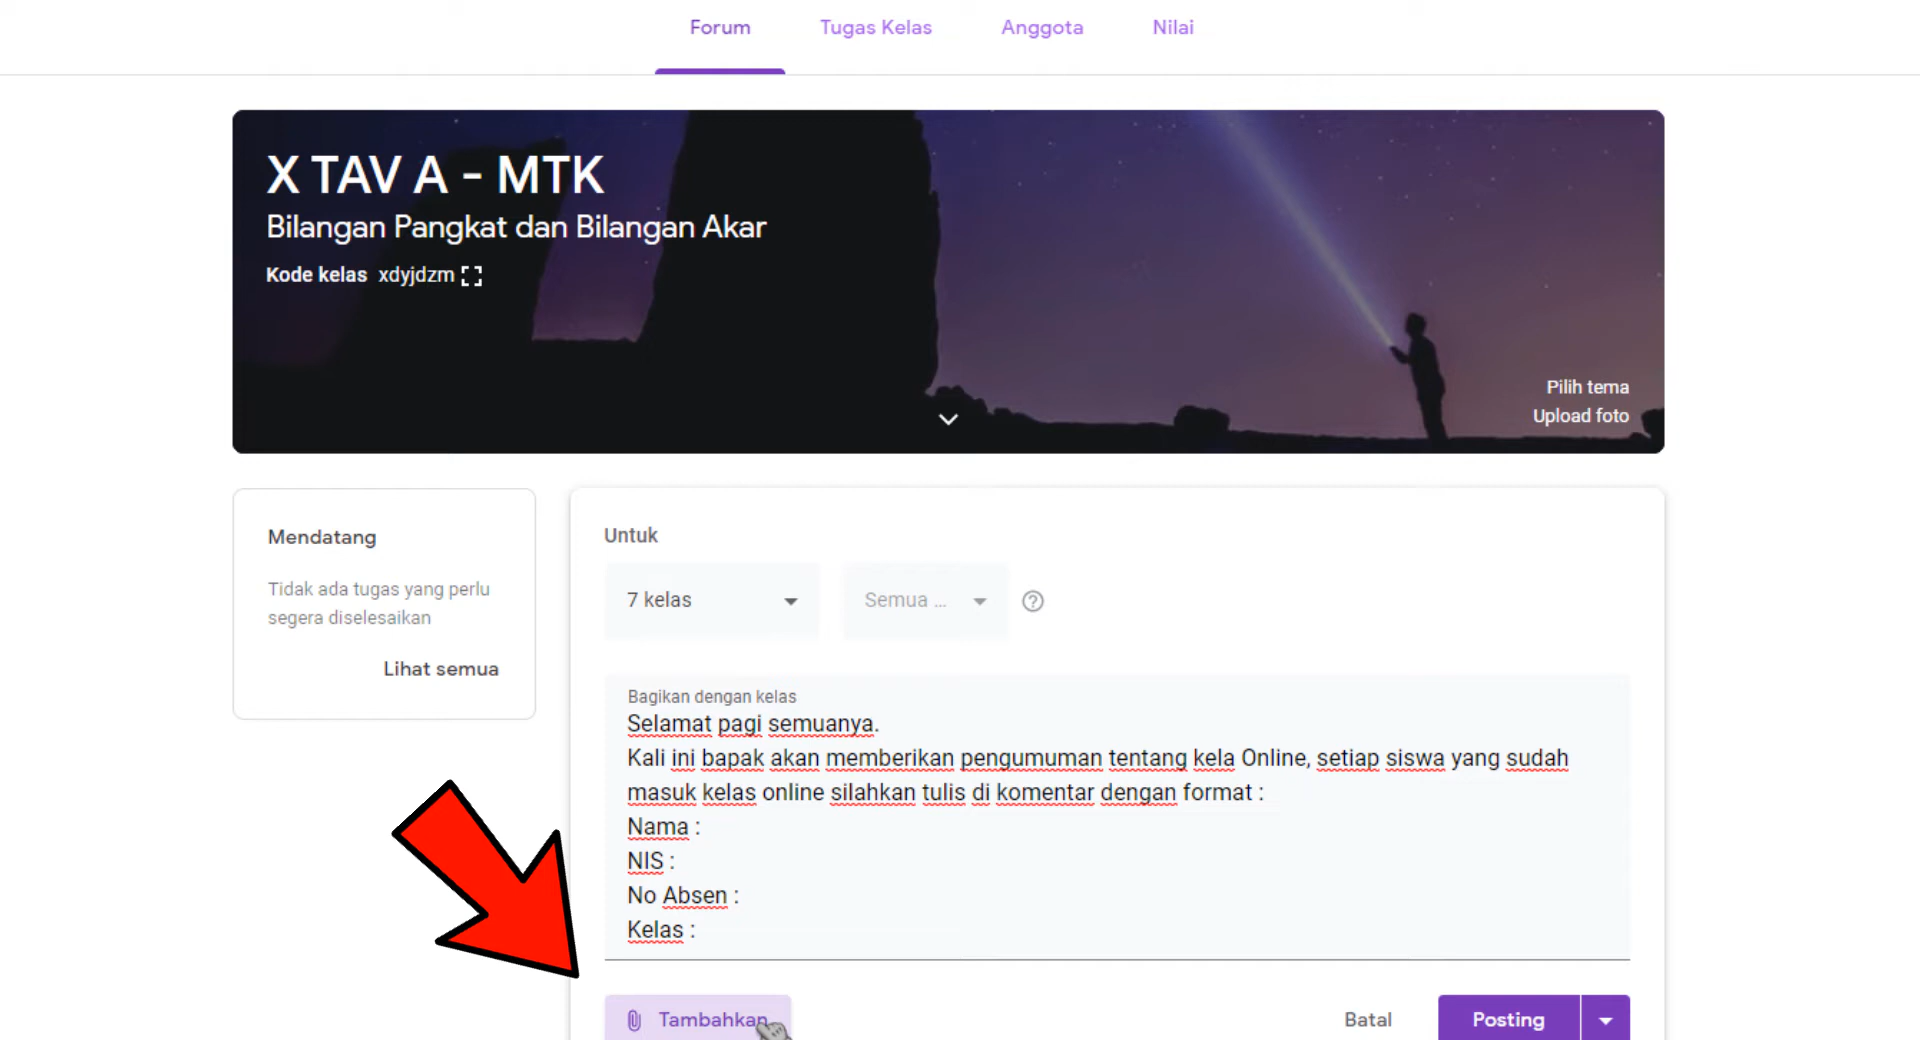 Forum Tugas Kelas Anggota Nilai
X TAV A - MTK
Bilangan Pangkat dan Bilangan Akar
Kode kelas xdyjdzm
Pilih tema
Upload foto
Mendatang
Tidak ada tugas yang perlu
segera diselesaikan
Lihat semua
Untuk
7 kelas Semua ...
Bagikan dengan kelas
Selamat pagi semuanya.
Kali ini bapak akan memberikan pengumuman tentang kela Online, setiap siswa yang sudah
masuk kelas online silahkan tulis di komentar dengan format :
Nama :
NIS :
No Absen :
Kelas :
Tambahkan Batal Posting